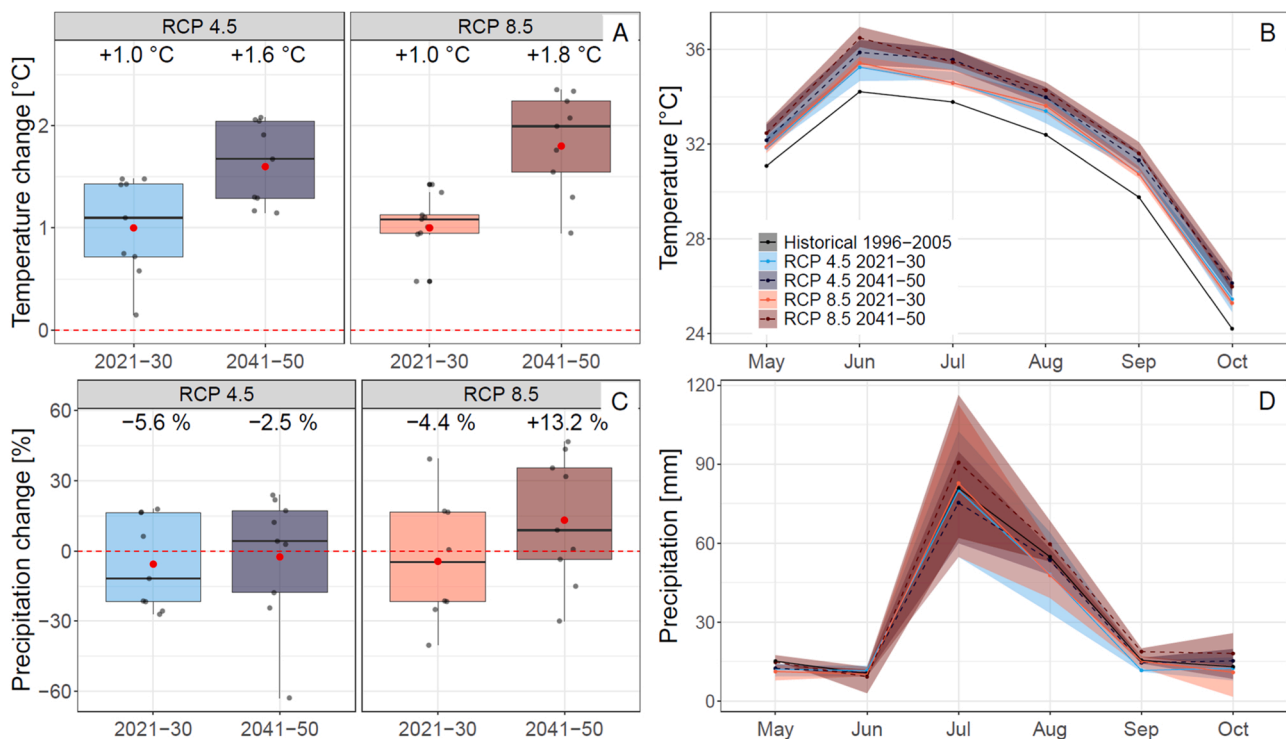 RCP 4.5
RCP 8.5
A
+1.0 °C
+1.6 °C
+1.0 °C
+1.8 °C
Temperature change [°C]
2
1
0
2021−30
2041−50
2021−30
2041−50
B
Temperature [°C]
36
32
28
24
Historical 1996−2005
RCP 4.5 2021−30
RCP 4.5 2041−50
RCP 8.5 2021−30
RCP 8.5 2041−50
May
Jun
Jul
Aug
Sep
Oct
RCP 4.5
RCP 8.5
C
−5.6 %
−2.5 %
−4.4 %
+13.2 %
Precipitation change [%]
60
30
0
−30
−60
2021−30
2041−50
2021−30
2041−50
D
Precipitation [mm]
120
90
60
30
0
May
Jun
Jul
Aug
Sep
Oct